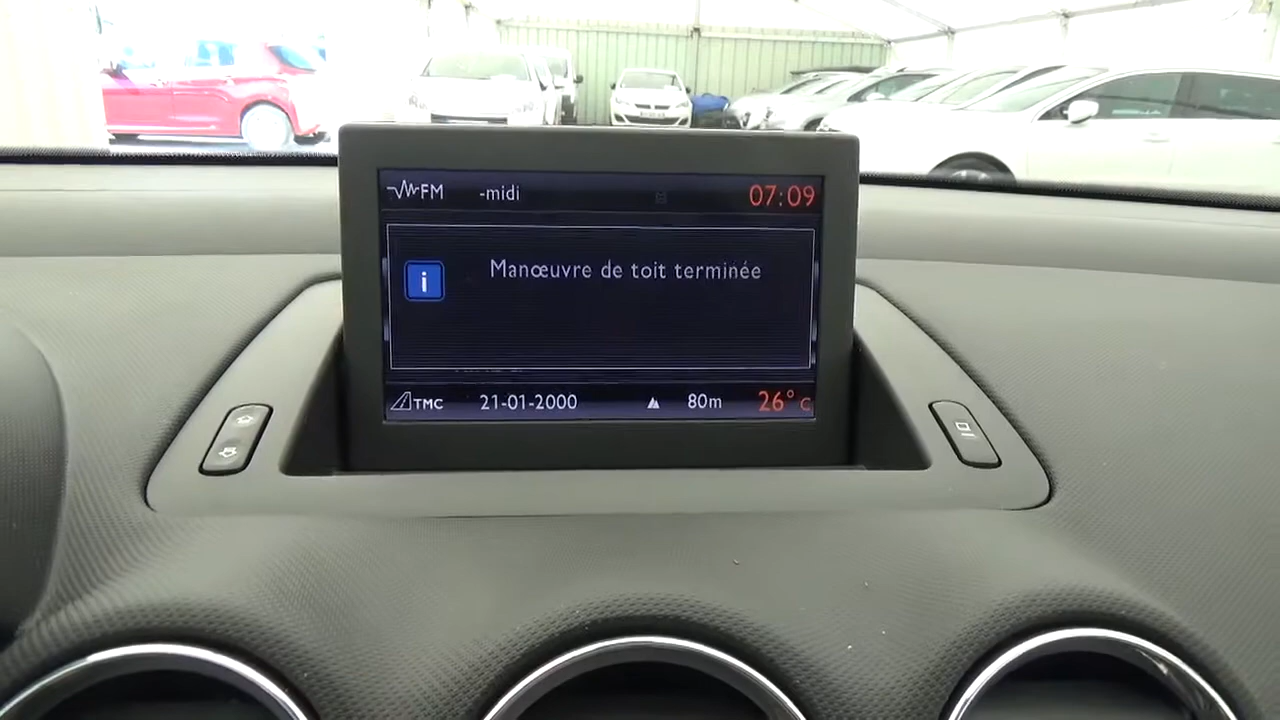 FM -midi 07:09
i
Manœuvre de toit terminée
TMC 21-01-2000 80m 26° C